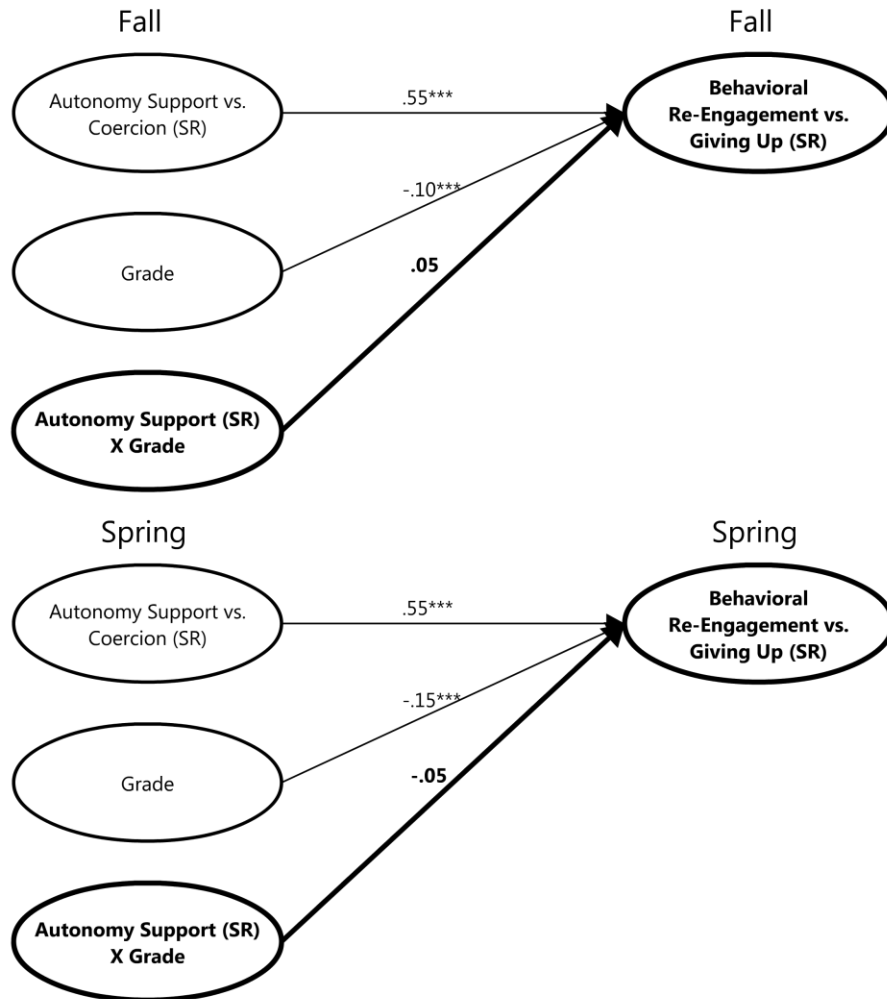 Fall
Fall
Autonomy Support vs.
Coercion (SR)
.55***
Behavioral
Re-Engagement vs.
Giving Up (SR)
-.10***
Grade
.05
Autonomy Support (SR)
X Grade
Spring
Spring
Autonomy Support vs.
Coercion (SR)
.55***
Behavioral
Re-Engagement vs.
Giving Up (SR)
-.15***
Grade
-.05
Autonomy Support (SR)
X Grade